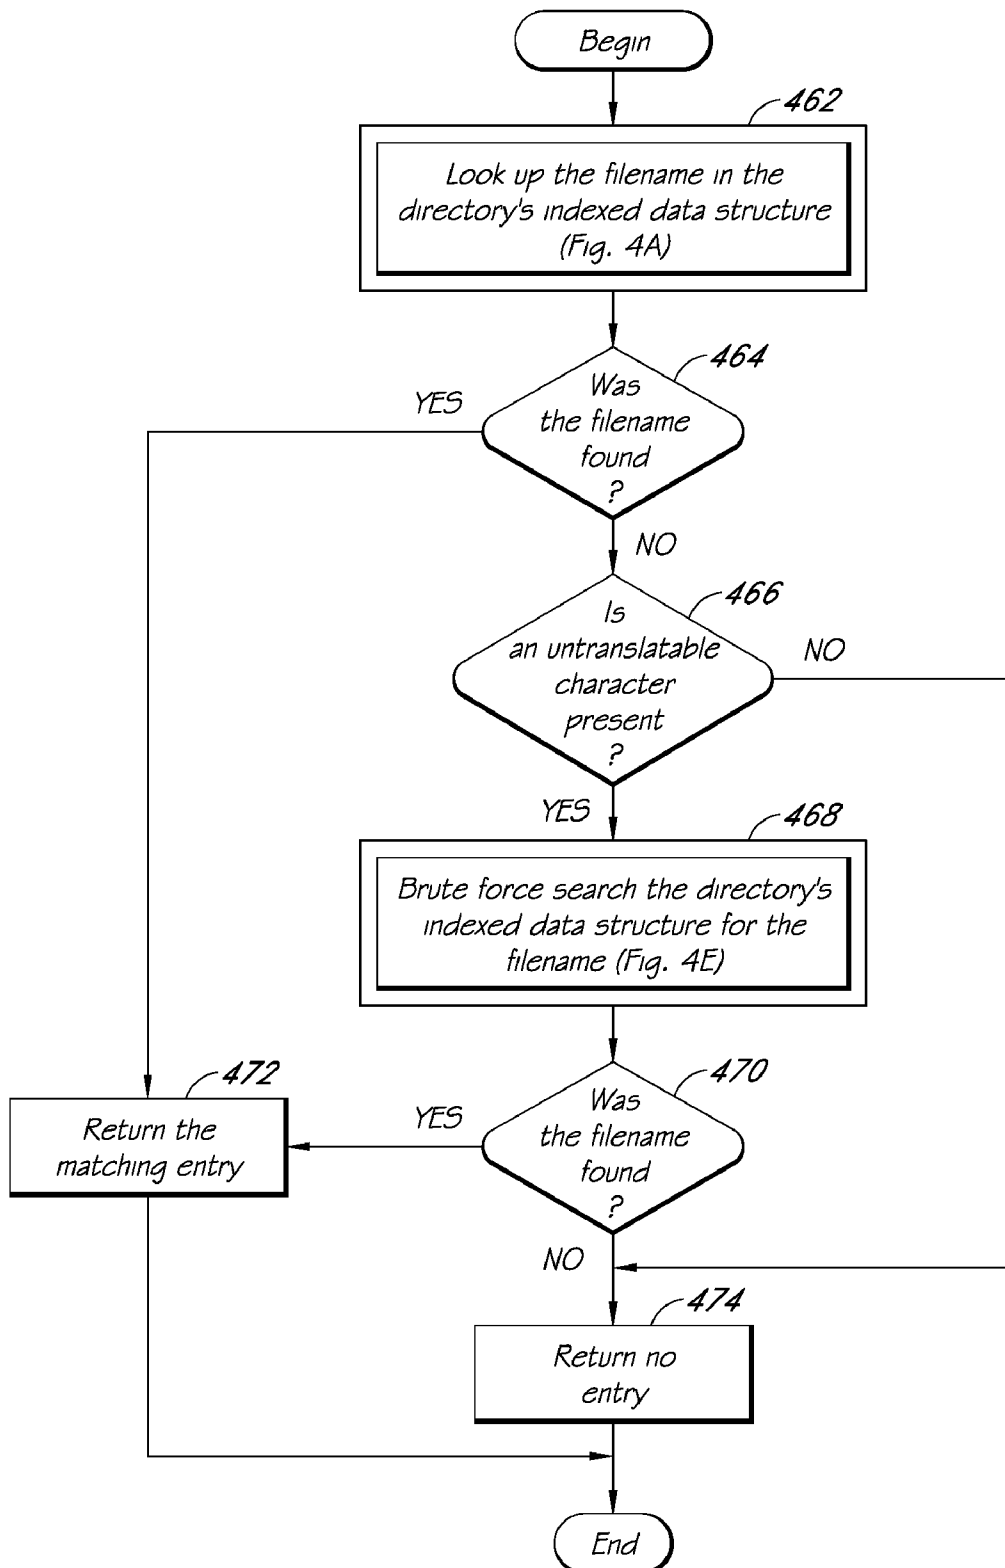 Begin
462
Look up the filename in the
directory's indexed data structure
(Fig. 4A)
464
Was
the filename
found
?
YES
NO
466
Is
an untranslatable
character
present
?
NO
YES
468
Brute force search the directory's
indexed data structure for the
filename (Fig. 4E)
470
Was
the filename
found
?
YES
472
Return the
matching entry
NO
474
Return no
entry
End